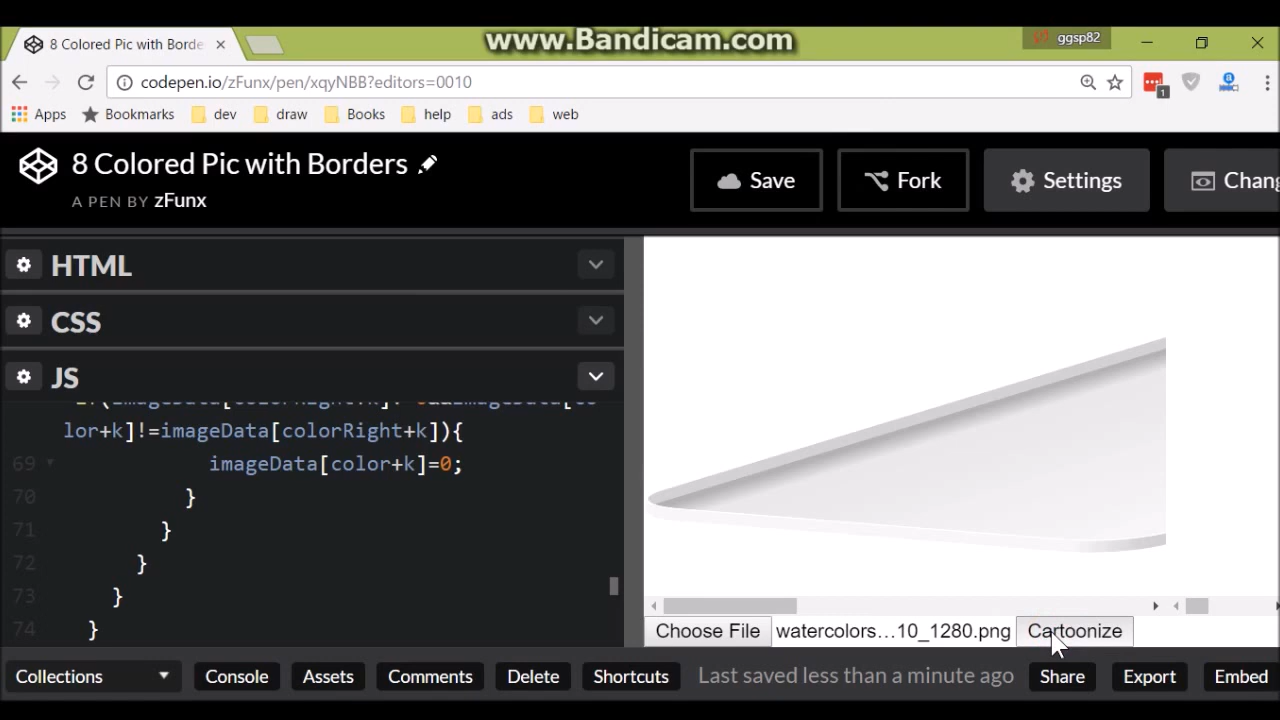 www.Bandicam.com
8 Colored Pic with Borde
ggsp82
codepen.io/zFunx/pen/xqyNBB?editors=0010
1
Apps Bookmarks dev draw Books help ads web
8 Colored Pic with Borders
A PEN BY zFunx
Save Fork Settings Chang
HTML
CSS
JS
lor+k]!=imageData[colorRight+k]){
69 imageData[color+k]=0;
70 }
71 }
72 }
73 }
74 }
Choose File watercolors...10_1280.png Cartoonize
Collections Console Assets Comments Delete Shortcuts Last saved less than a minute ago Share Export Embed